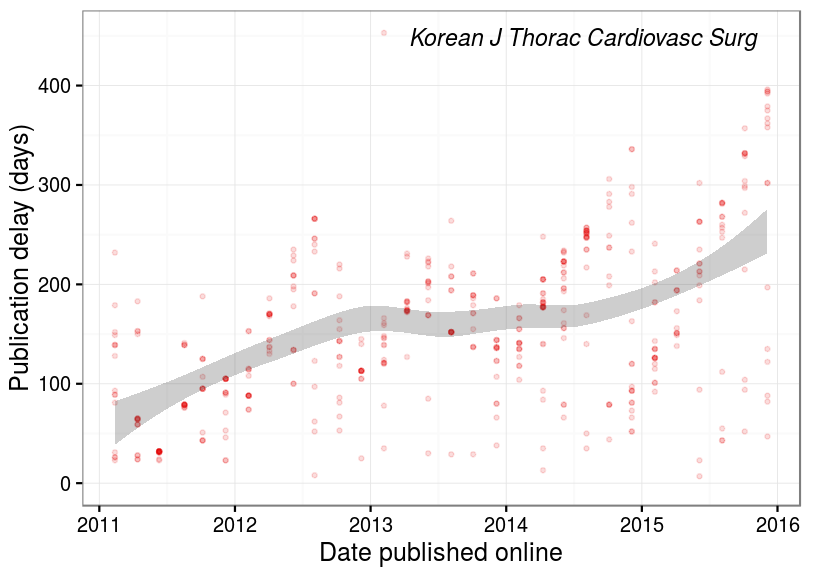 Korean J Thorac Cardiovasc Surg
Publication delay (days)
400
300
200
100
0
2011 2012 2013 2014 2015 2016
Date published online